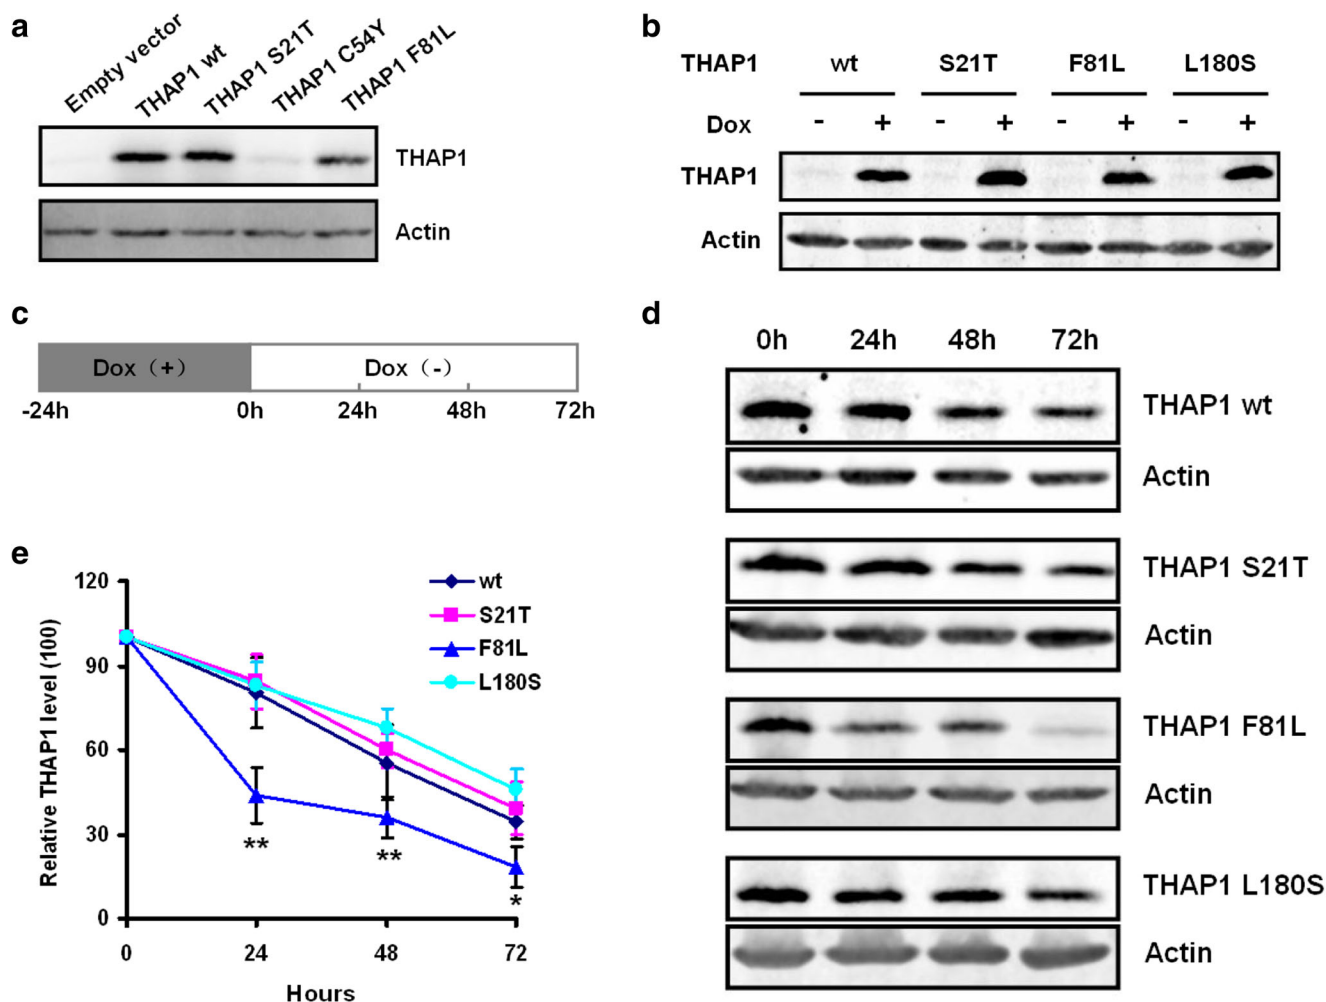 a
Empty vector
THAP1 wt
THAP1 S21T
THAP1 C54Y
THAP1 F81L
THAP1
Actin
b
THAP1 wt S21T F81L L180S
Dox - + - + - + - +
THAP1
Actin
c
Dox (+) Dox (-)
-24h 0h 24h 48h 72h
d
0h 24h 48h 72h
THAP1 wt
Actin
THAP1 S21T
Actin
THAP1 F81L
Actin
THAP1 L180S
Actin
e
Relative THAP1 level (100)
120
90
60
30
0
wt
S21T
F81L
L180S
**
**
*
0 24 48 72
Hours